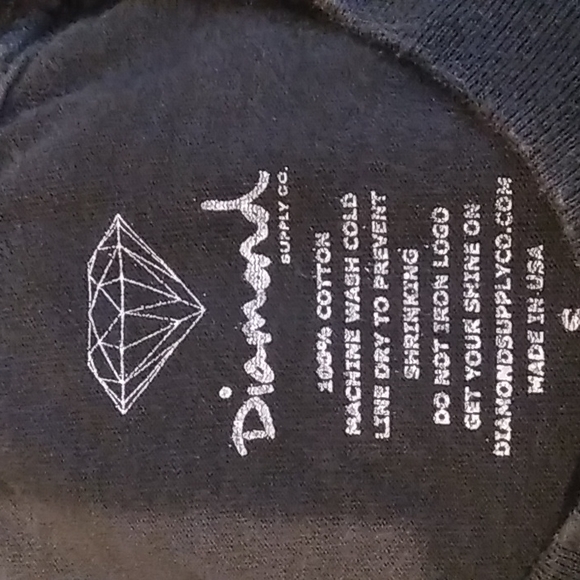 Diamond
SUPPLY CO.
100% COTTON
MACHINE WASH COLD
LINE DRY TO PREVENT
SHRINKING
DO NOT IRON LOGO
GET YOUR SHINE ON
DIAMONDSUPPLYCO.COM
MADE IN USA
S